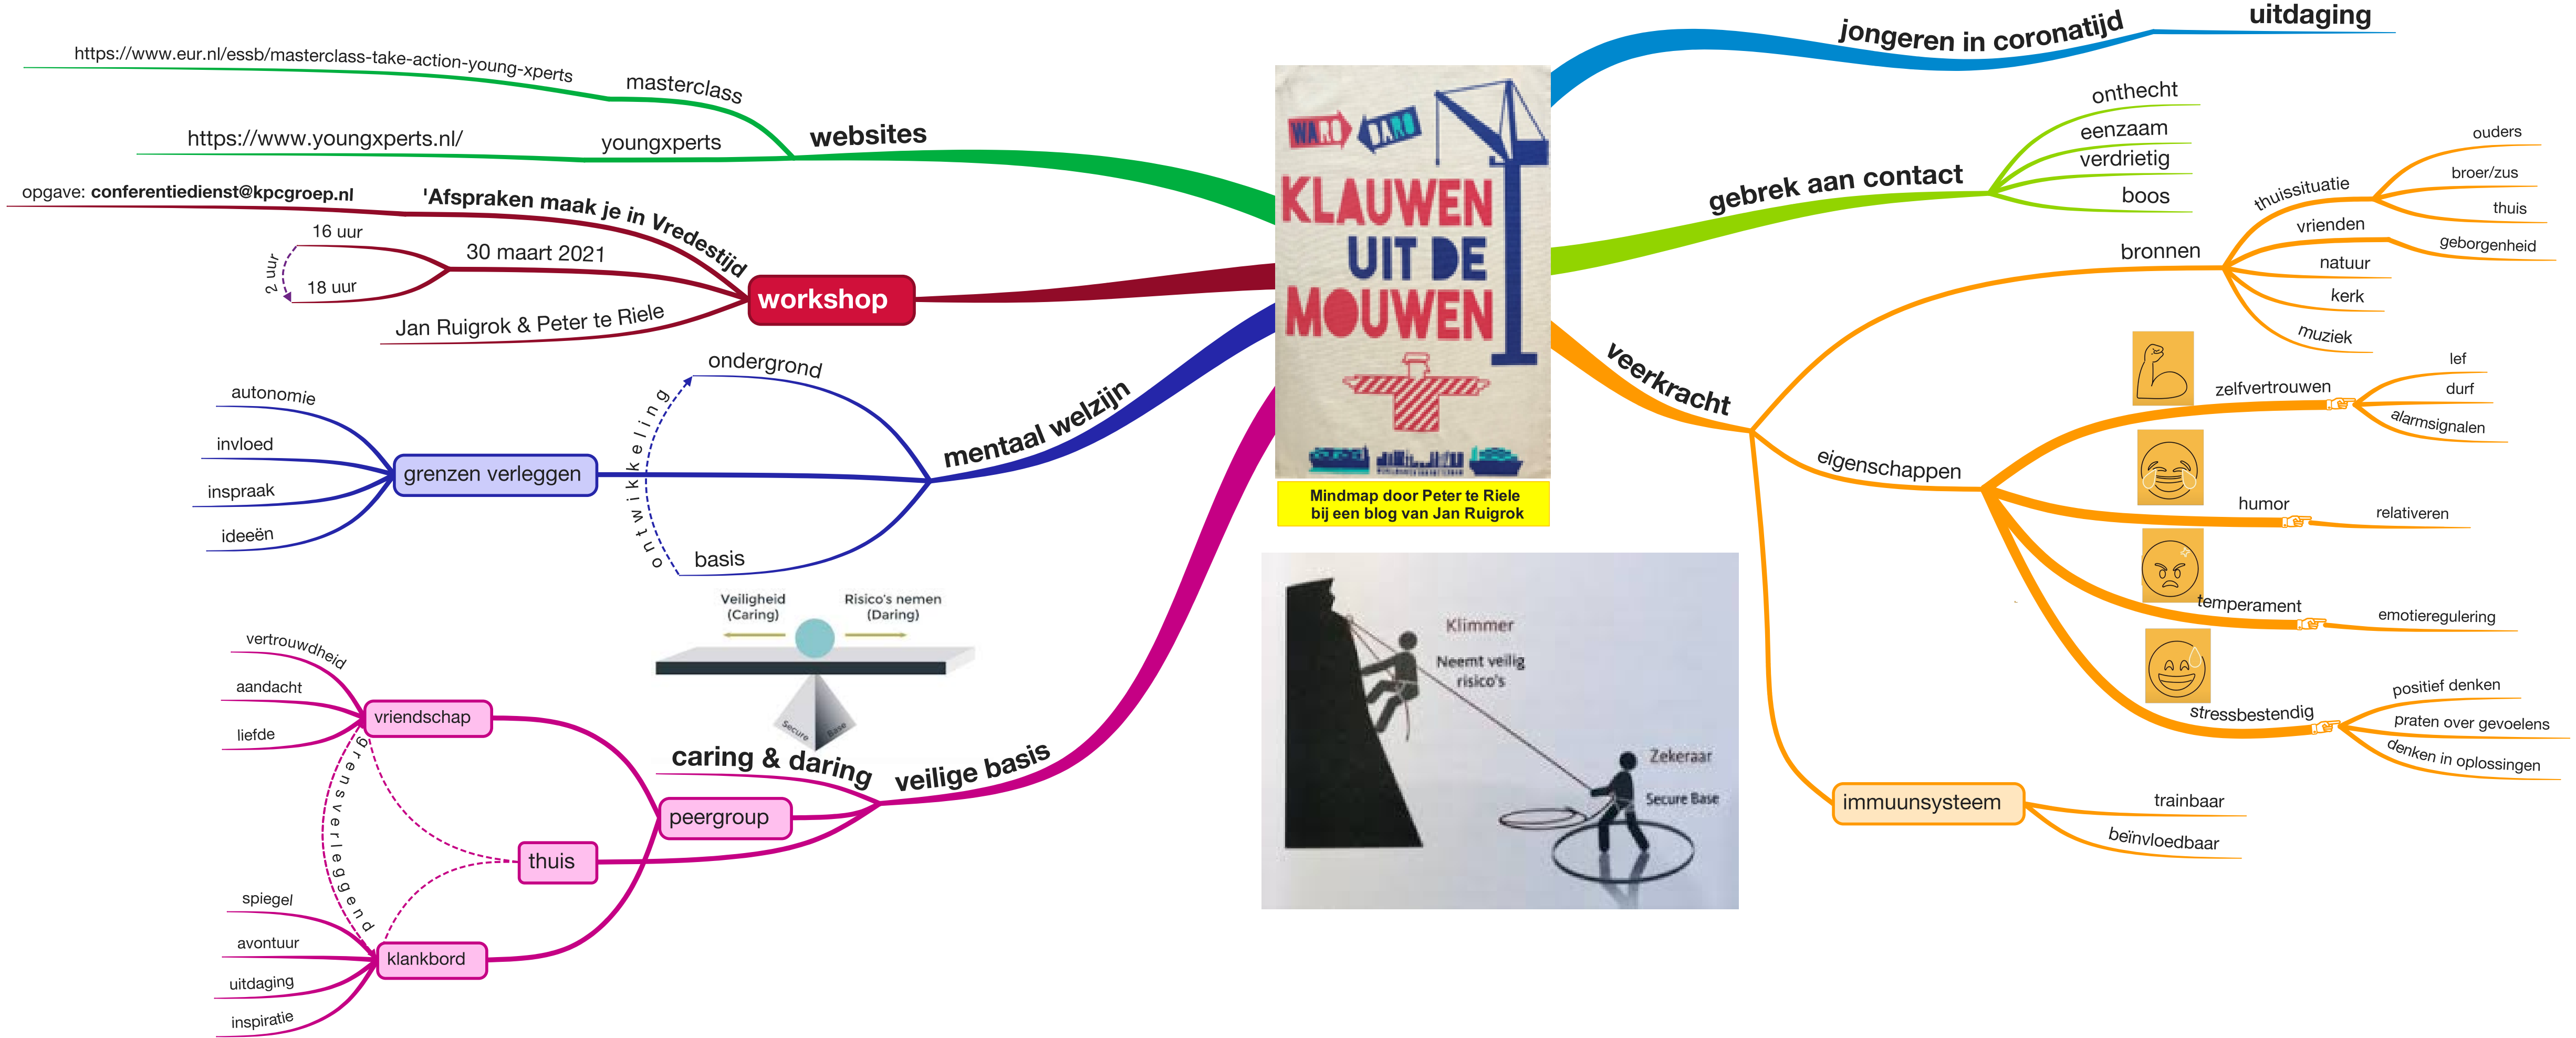 WARO DARO
KLAUWEN
UIT DE
MOUWEN
Mindmap door Peter te Riele
bij een blog van Jan Ruigrok
jongeren in coronatijd
uitdaging
gebrek aan contact
onthecht
eenzaam
verdrietig
boos
veerkracht
bronnen
thuissituatie
ouders
broer/zus
thuis
vrienden
geborgenheid
natuur
kerk
muziek
eigenschappen
zelfvertrouwen
lef
durf
alarmsignalen
humor
relativeren
temperament
emotieregulering
stressbestendig
positief denken
praten over gevoelens
denken in oplossingen
immuunsysteem
trainbaar
beïnvloedbaar
Klimmer
Neemt veilig
risico's
Zekeraar
Secure Base
websites
masterclass
https://www.eur.nl/essb/masterclass-take-action-young-xperts
youngxperts
https://www.youngxperts.nl/
workshop
'Afspraken maak je in Vredestijd
opgave: conferentiedienst@kpcgroep.nl
30 maart 2021
16 uur
18 uur
2 uur
Jan Ruigrok & Peter te Riele
mentaal welzijn
ondergrond
grenzen verleggen
autonomie
invloed
inspraak
ideeën
basis
ontwikkeling
veilige basis
caring & daring
Veiligheid
(Caring)
Risico's nemen
(Daring)
Secure Base
peergroup
vriendschap
vertrouwdheid
aandacht
liefde
klankbord
spiegel
avontuur
uitdaging
inspiratie
grensverleggend
thuis